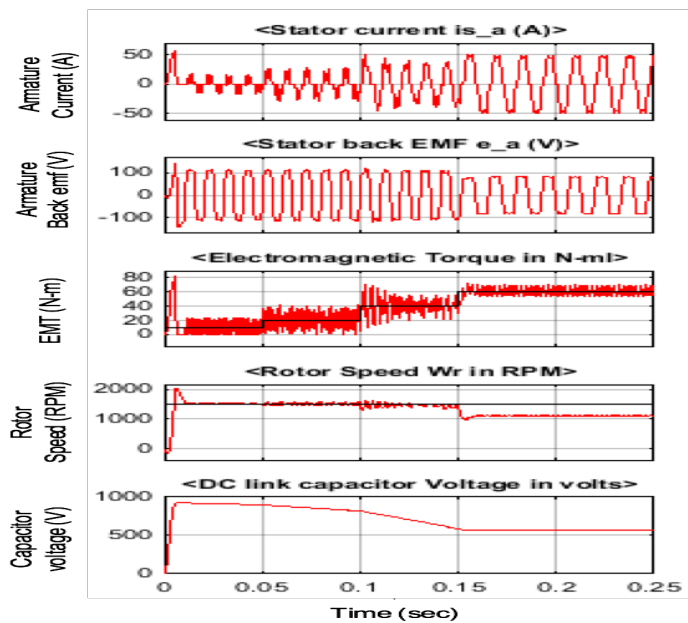 <Stator current is_a (A)>
Armature
Current (A)
50
0
-50
<Stator back EMF e_a (V)>
Armature
Back emf (V)
100
0
-100
<Electromagnetic Torque in N-ml>
EMT (N-m)
80
60
40
20
0
<Rotor Speed Wr in RPM>
Rotor
Speed (RPM)
2000
1000
0
<DC link capacitor Voltage in volts>
Capacitor
voltage (V)
1000
500
0
0 0.05 0.1 0.15 0.2 0.25
Time (sec)